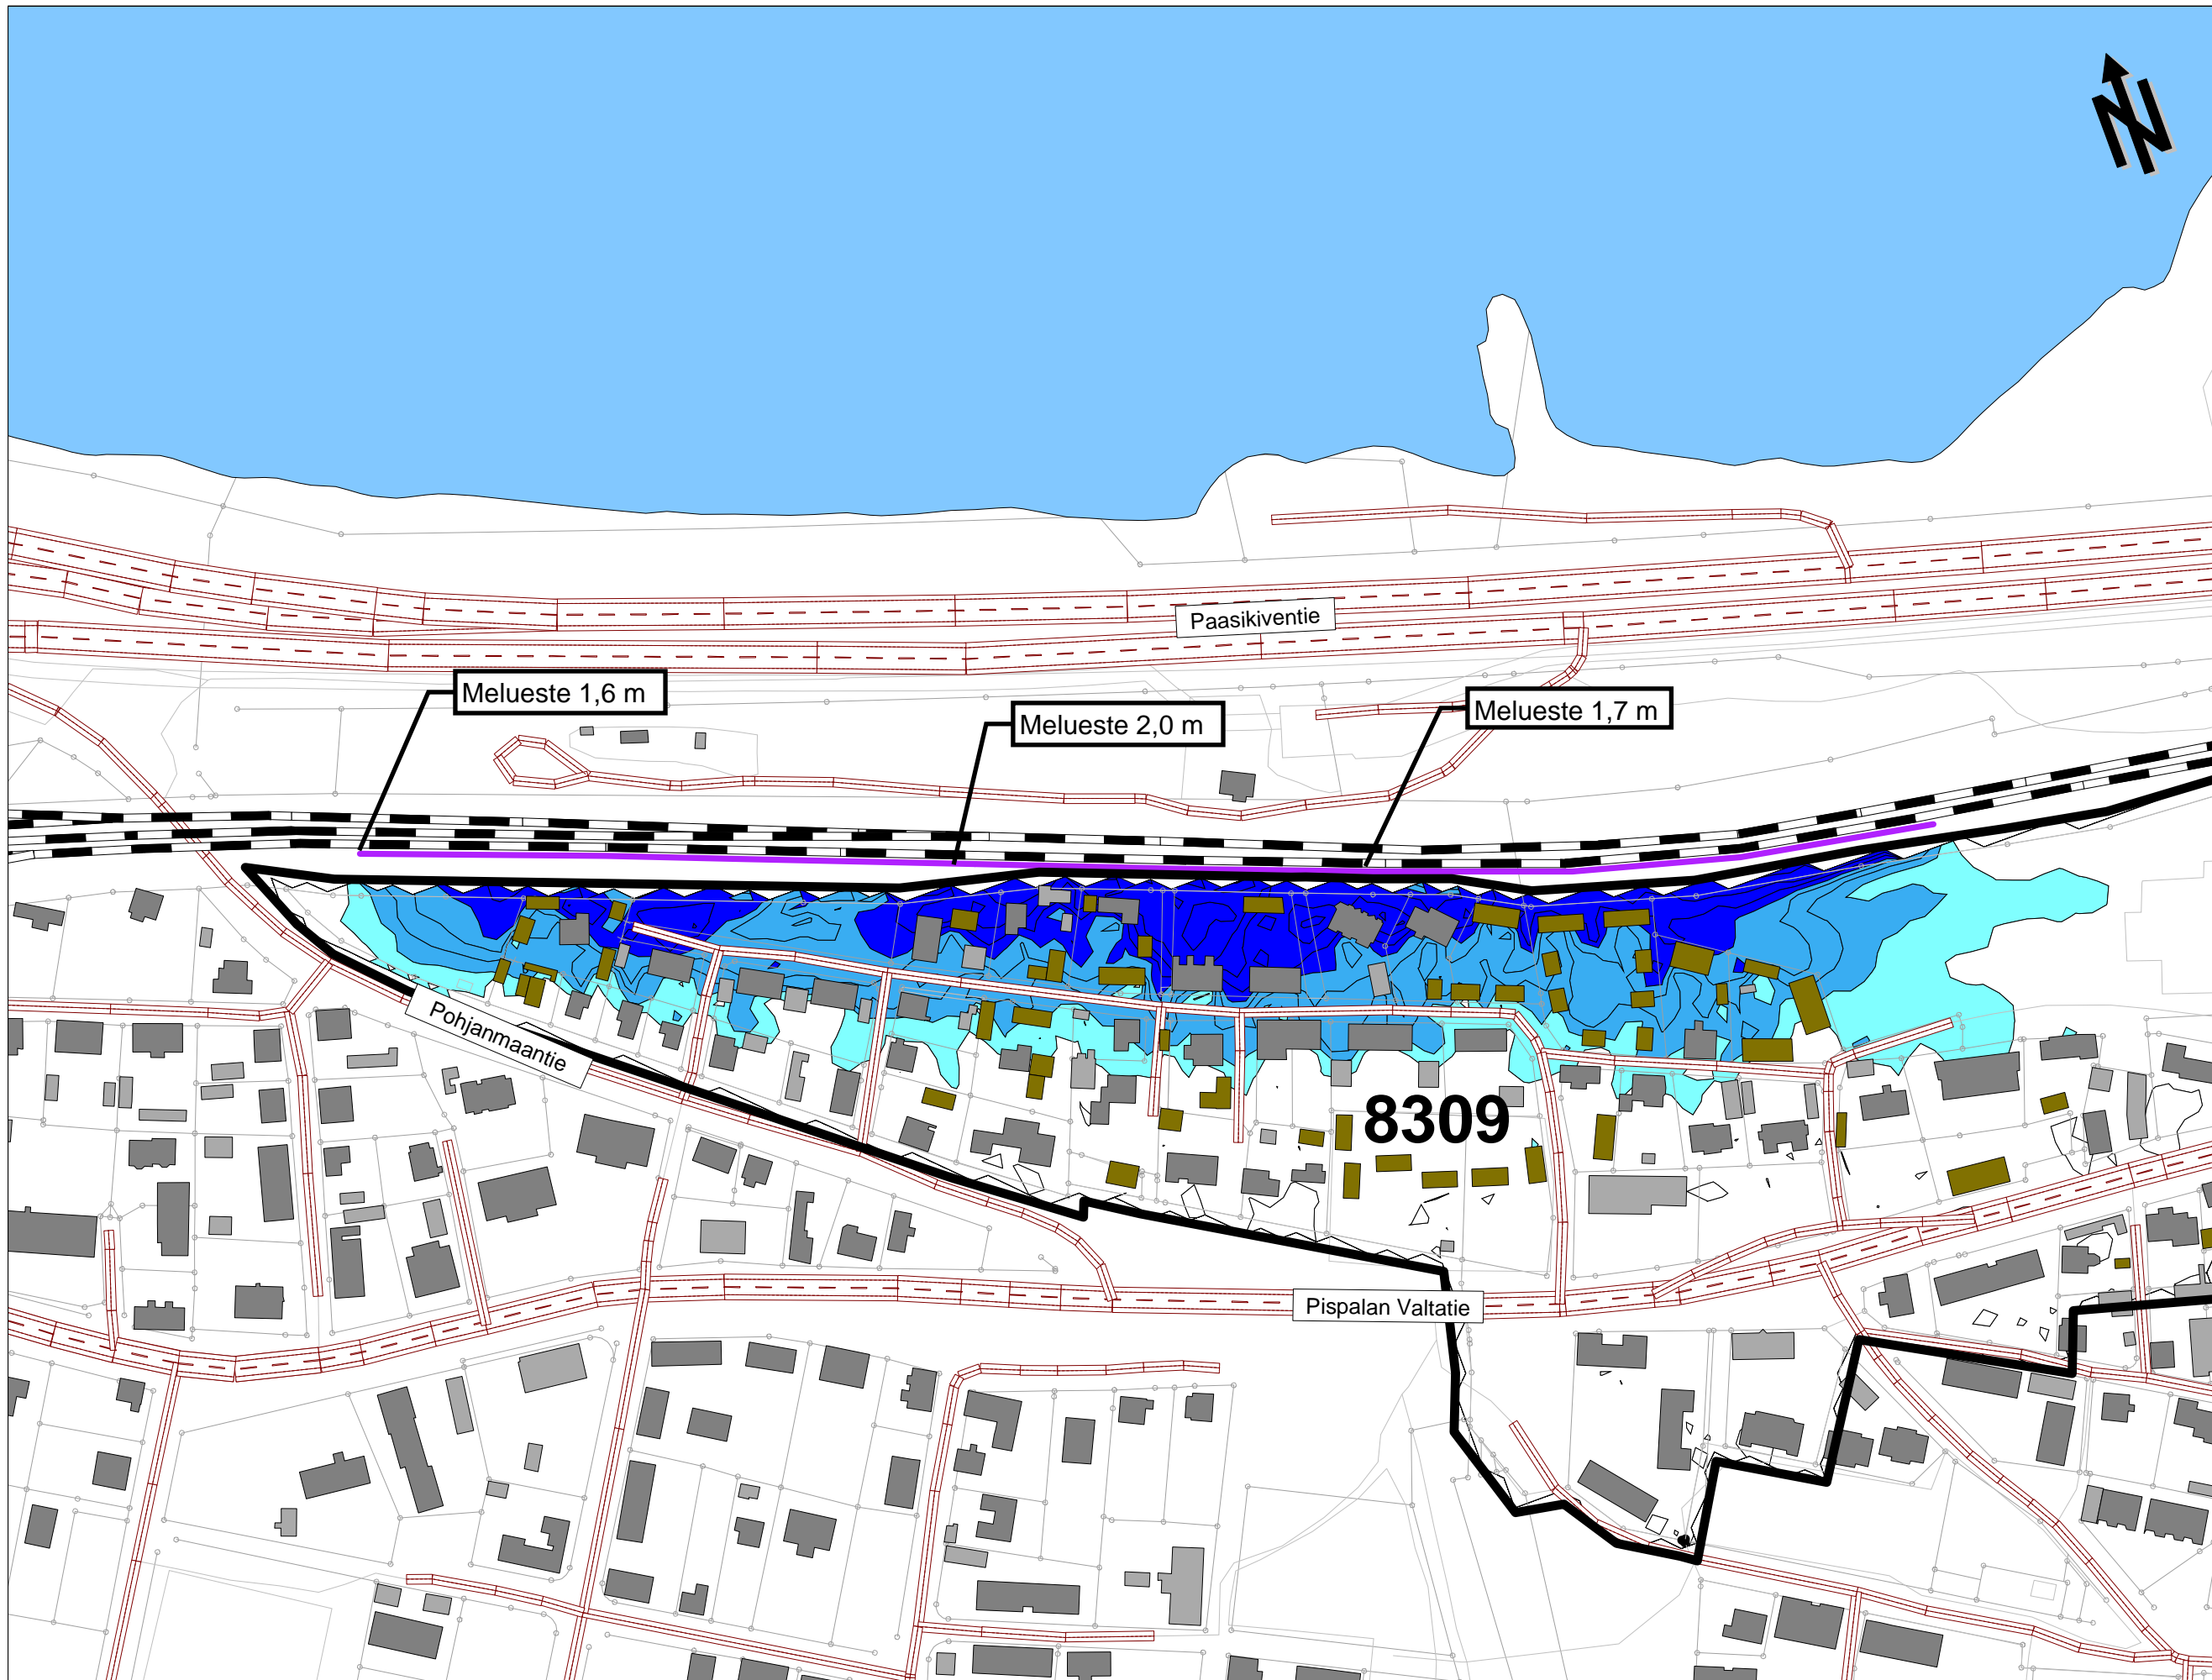 N
Paasikiventie
Melueste 1,6 m
Melueste 2,0 m
Melueste 1,7 m
Pohjanmaantie
8309
Pispalan Valtatie